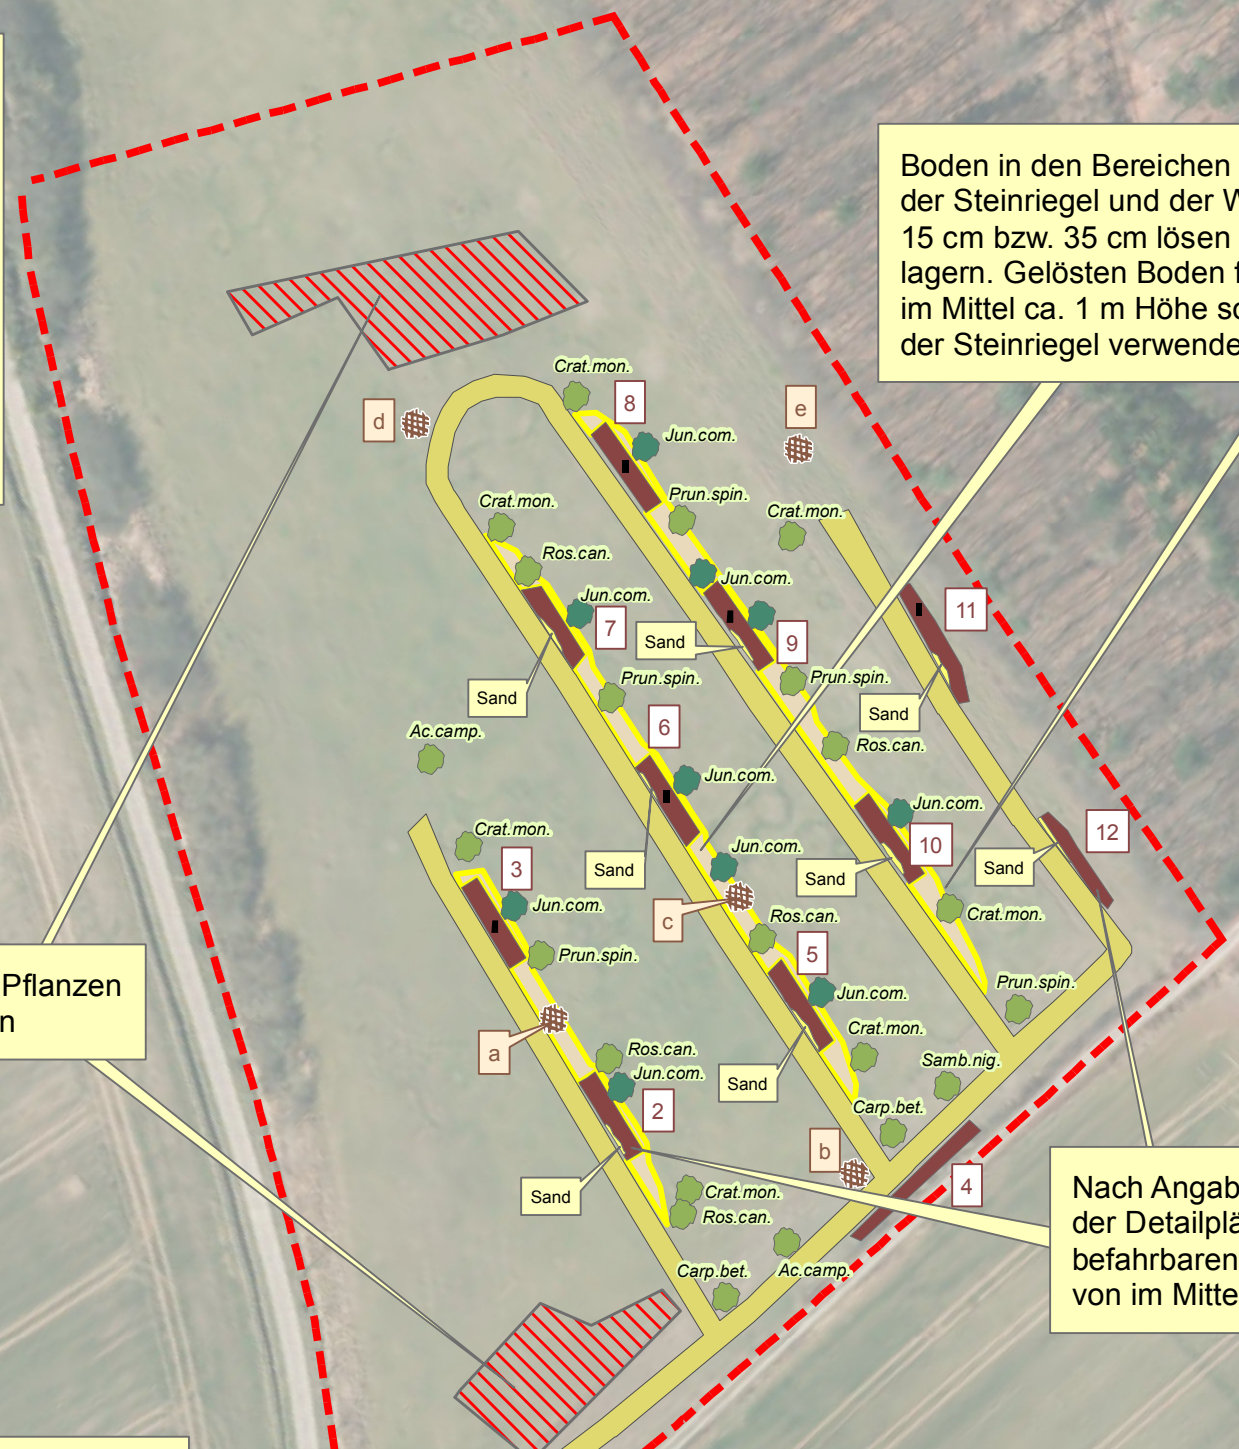 Boden in den Bereichen
der Steinriegel und der
15 cm bzw. 35 cm lösen
lagern. Gelösten Boden
im Mittel ca. 1 m Höhe
der Steinriegel
Crat.mon.
8
e
d
Jun.com.
Prun.spin.
Crat.mon.
Crat.mon.
Ros.can.
Jun.com.
Jun.com.
11
7
Sand
9
Prun.spin.
Prun.spin.
Sand
Sand
6
Ac.camp.
Ros.can.
Jun.com.
Jun.com.
Crat.mon.
12
10
Jun.com.
3
Sand
Sand
Sand
Jun.com.
Ros.can.
Crat.mon.
c
Prun.spin.
5
Prun.spin.
Pflanzen
Jun.com.
n
Crat.mon.
a
Ros.can.
Samb.nig.
Jun.com.
Sand
2
Carp.bet.
b
4
Crat.mon.
Sand
Ros.can.
Nach
der
befahrbaren
von im
Carp.bet.
Ac.camp.